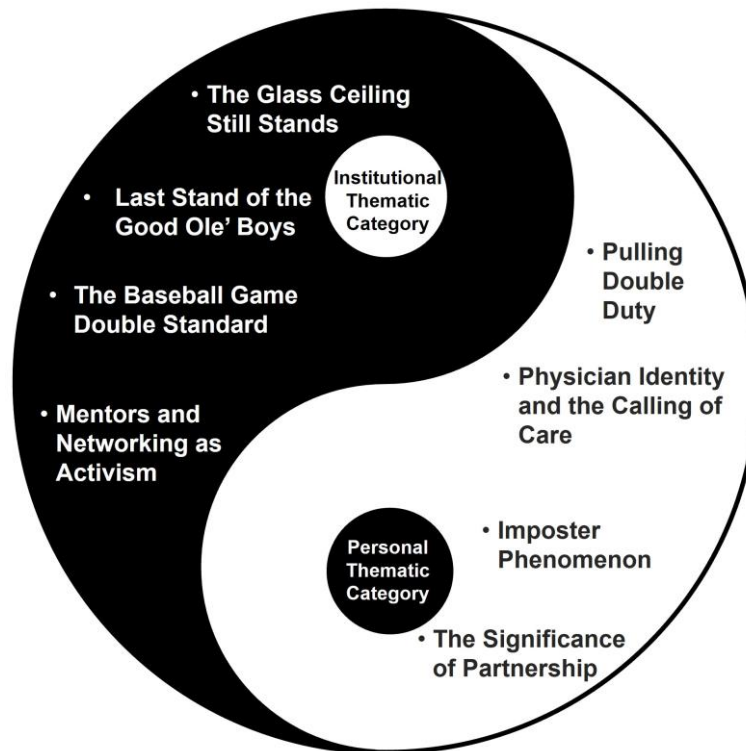 • The Glass Ceiling
Still Stands
Institutional
Thematic
Category
• Last Stand of the
Good Ole’ Boys
• The Baseball Game
Double Standard
• Mentors and
Networking as
Activism
• Pulling
Double
Duty
• Physician Identity
and the Calling of
Care
• Imposter
Phenomenon
Personal
Thematic
Category
• The Significance
of Partnership